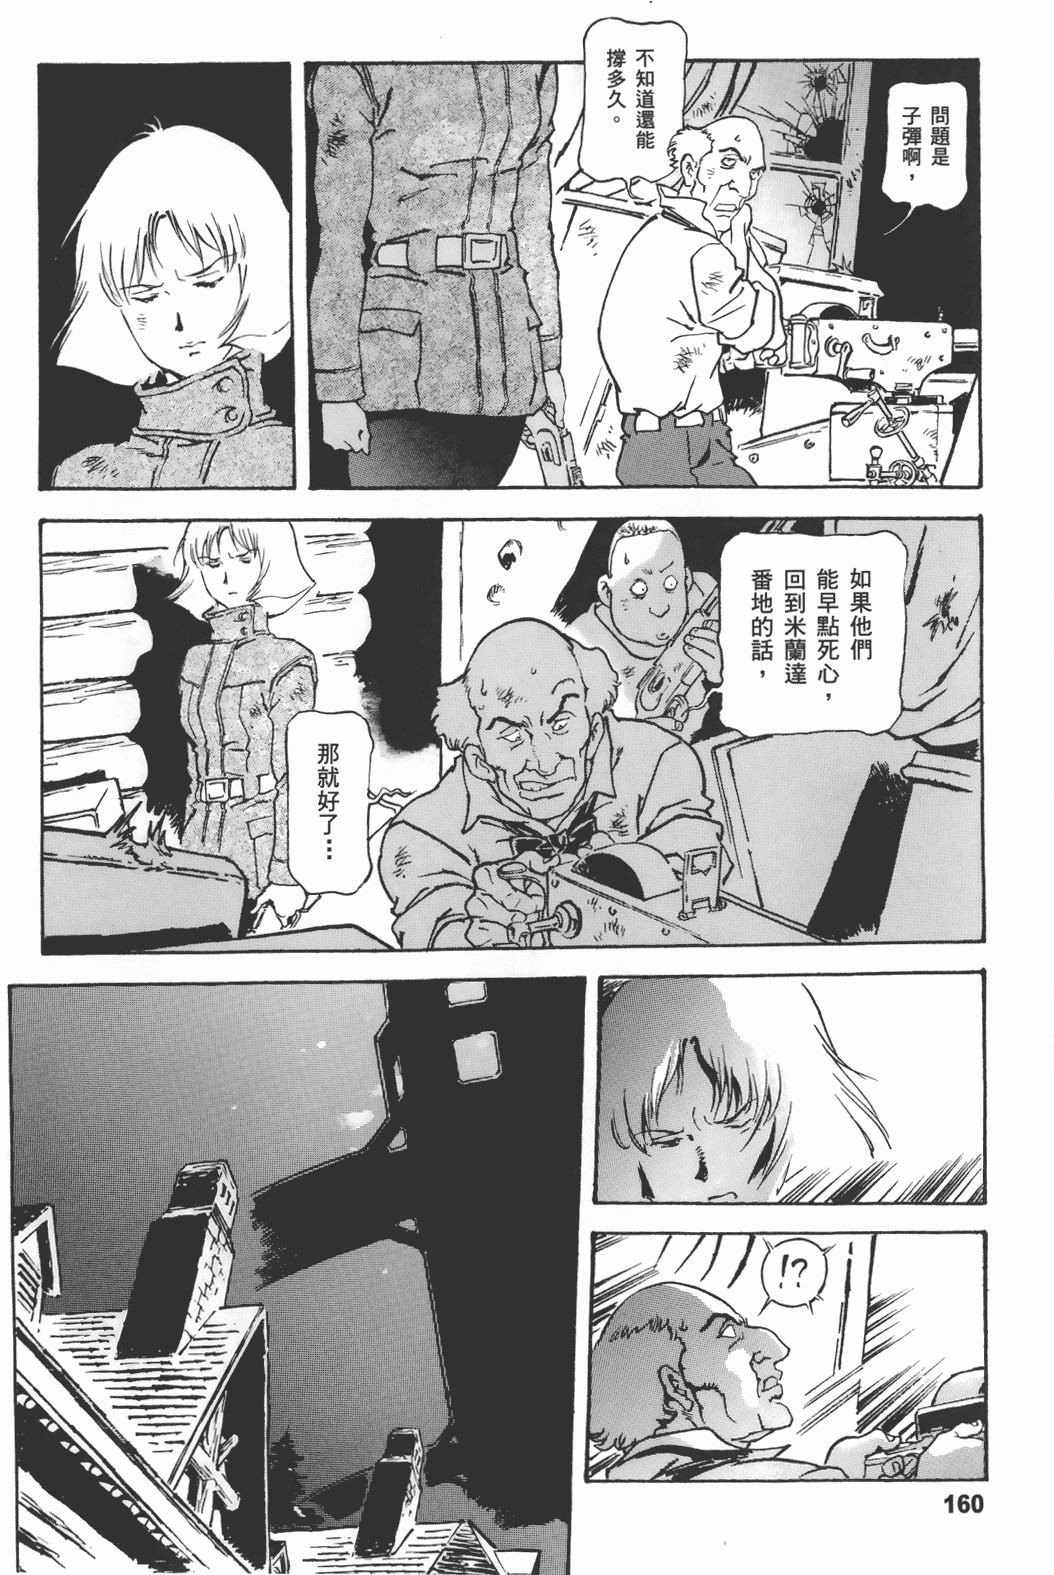 問題是
子彈啊，
不知道還能
撐多久。
如果他們
能早點死心，
回到米蘭達
番地的話，
那就好了…
!?
160